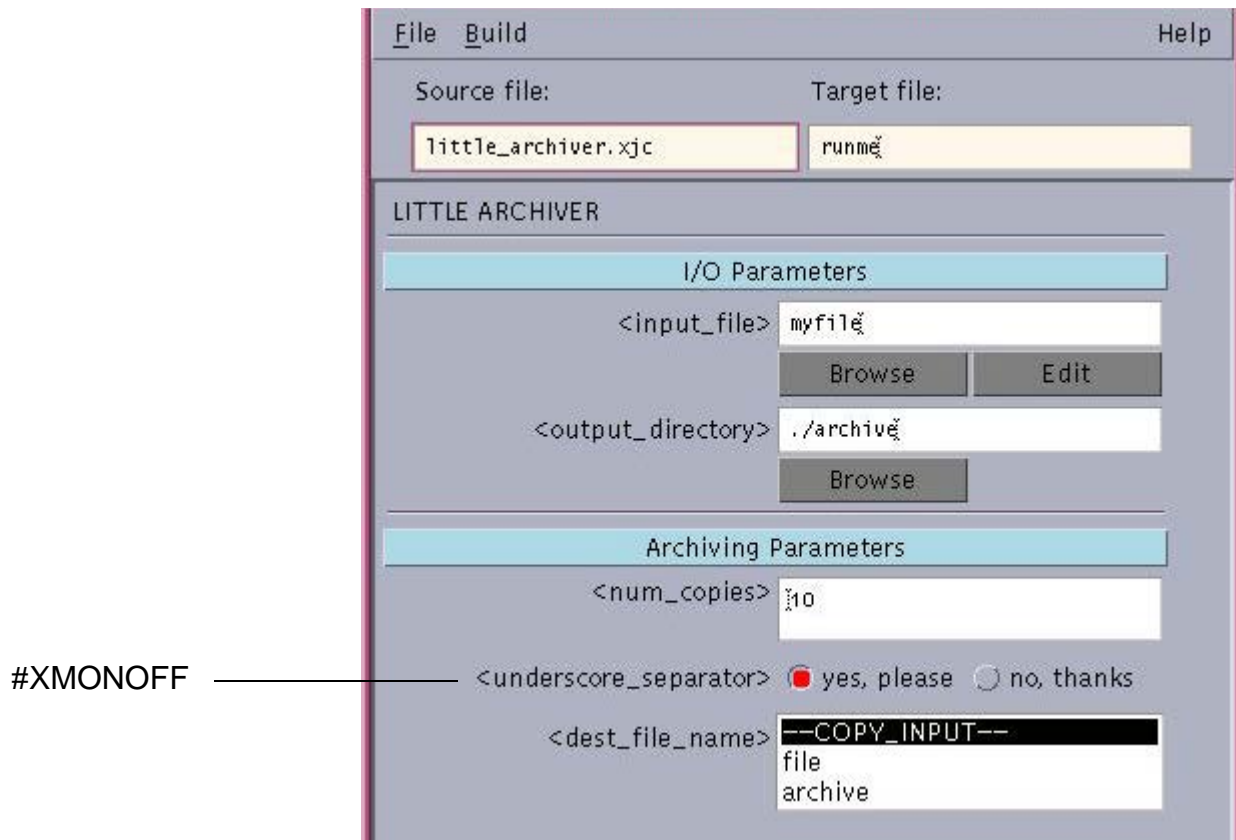 File Build Help
Source file: Target file:
little_archiver.xjc runme
LITTLE ARCHIVER
I/O Parameters
<input_file> myfile
Browse Edit
<output_directory> ./archive
Browse
Archiving Parameters
<num_copies> 10
#XMONOFF <underscore_separator> yes, please no, thanks
<dest_file_name> --COPY_INPUT--
file
archive